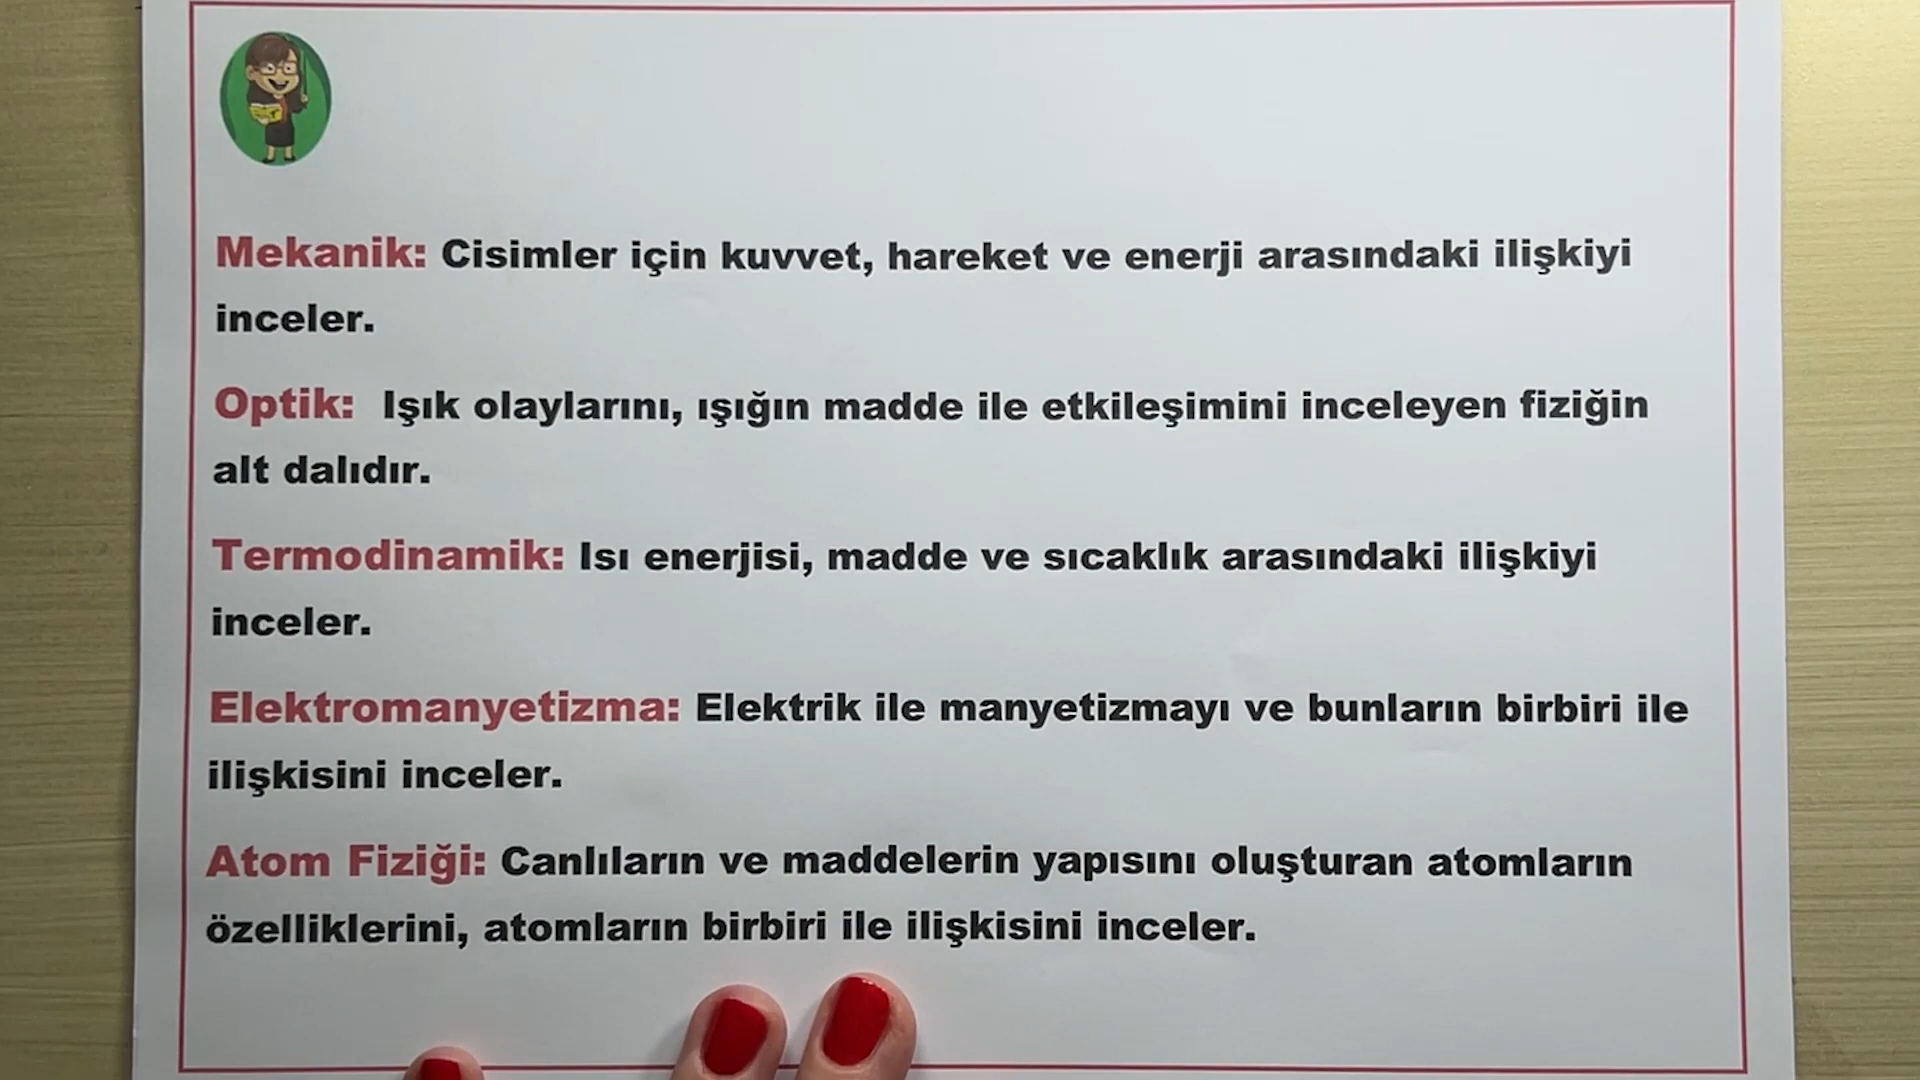 Mekanik: Cisimler için kuvvet, hareket ve enerji arasındaki ilişkiyi
inceler.
Optik: Işık olaylarını, ışığın madde ile etkileşimini inceleyen fiziğin
alt dalıdır.
Termodinamik: Isı enerjisi, madde ve sıcaklık arasındaki ilişkiyi
inceler.
Elektromanyetizma: Elektrik ile manyetizmayı ve bunların birbiri ile
ilişkisini inceler.
Atom Fiziği: Canlıların ve maddelerin yapısını oluşturan atomların
özelliklerini, atomların birbiri ile ilişkisini inceler.